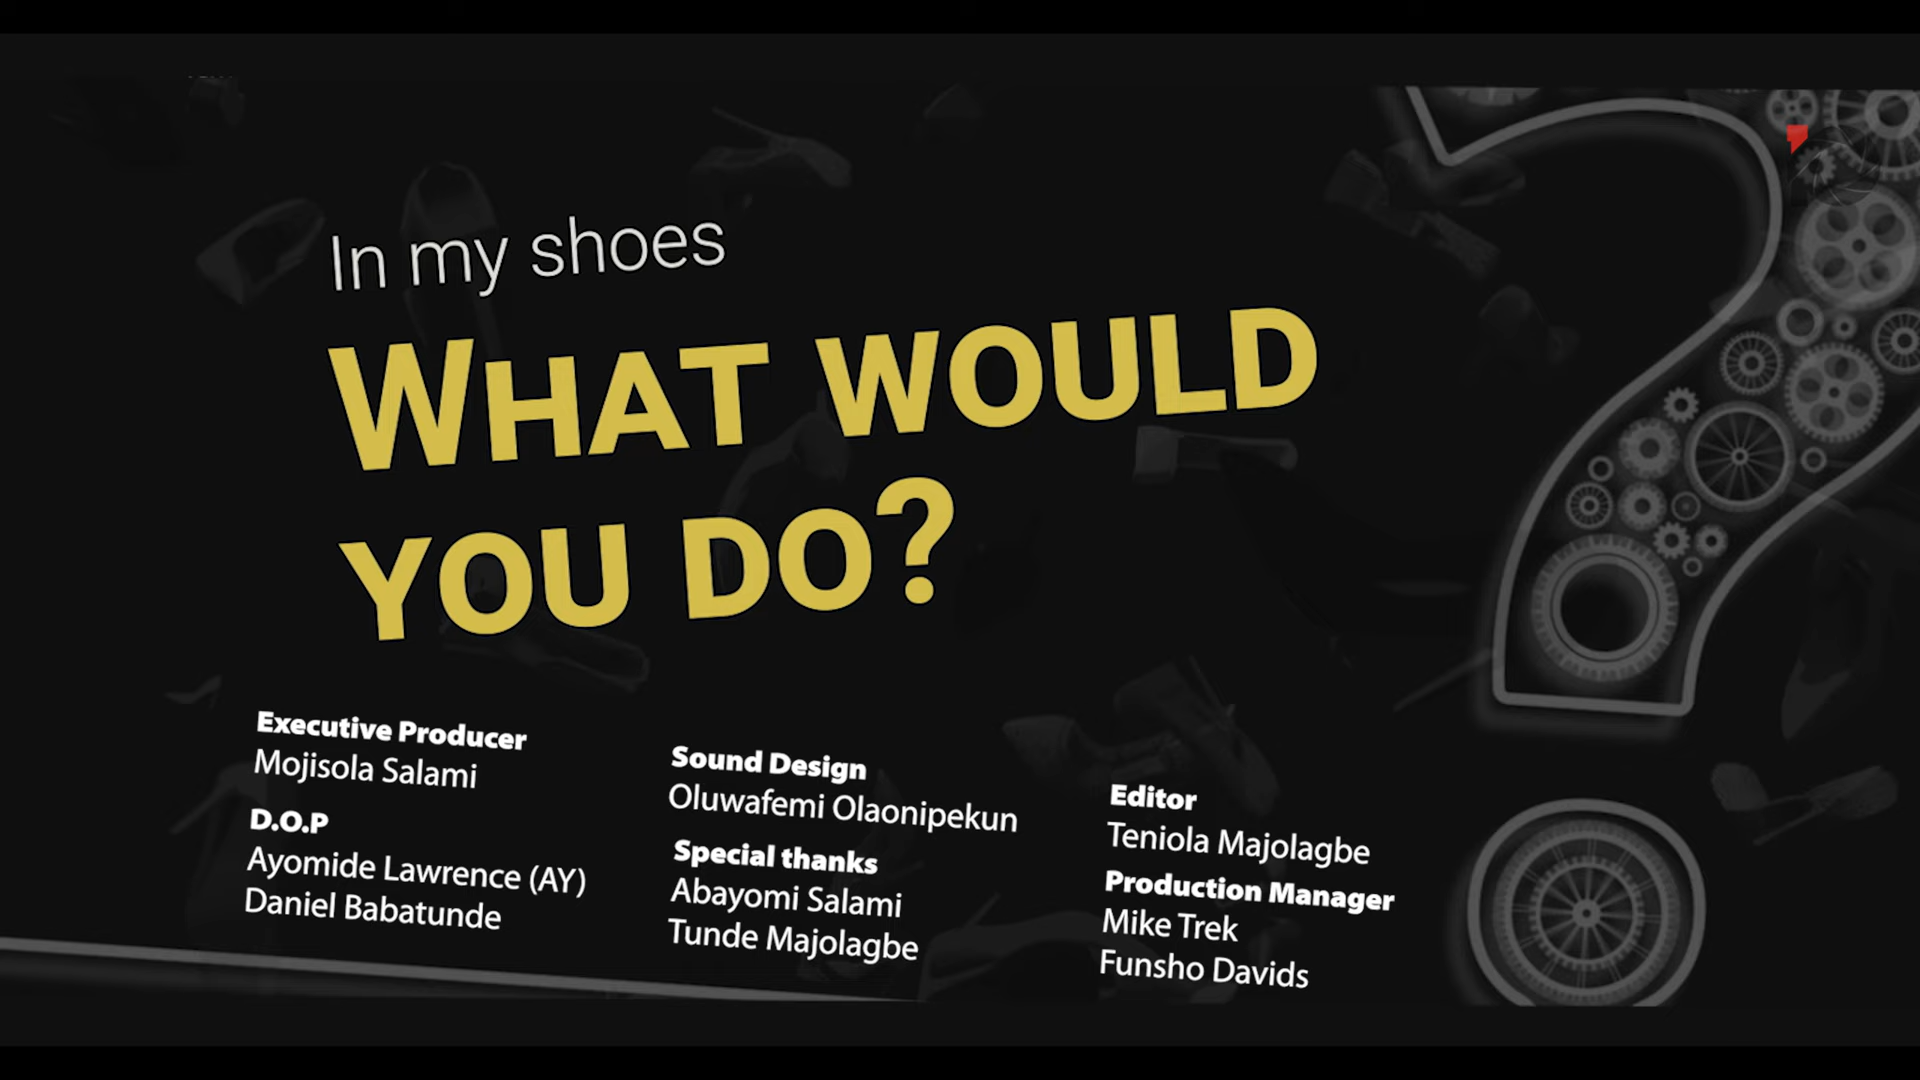 In my shoes
WHAT WOULD
YOU DO?
Executive Producer
Mojisola Salami
D.O.P
Ayomide Lawrence (AY)
Daniel Babatunde
Sound Design
Oluwafemi Olaonipekun
Special thanks
Abayomi Salami
Tunde Majolagbe
Editor
Teniola Majolagbe
Production Manager
Mike Trek
Funsho Davids